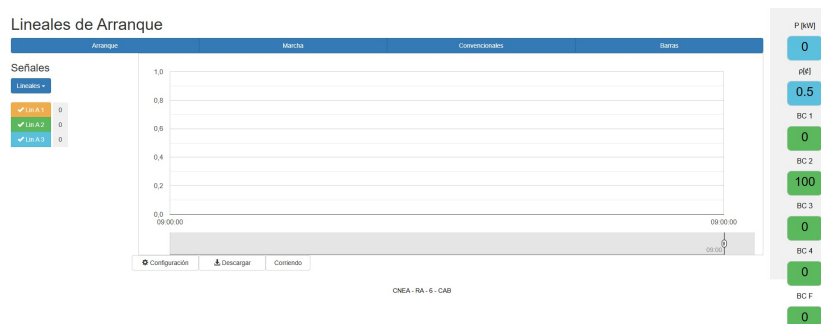 Lineales de Arranque
Arranque Marcha Convencionales Barras
Señales
Lineales
Lin A 1 0
Lin A 2 0
Lin A 3 0
1,0
0,8
0,6
0,4
0,2
0,0
09:00:00 09:00:00
09:00
Configuración Descargar Corriendo
CNEA - RA - 6 - CAB
P [kW]
0
ρ[¢]
0.5
BC 1
0
BC 2
100
BC 3
0
BC 4
0
BC F
0